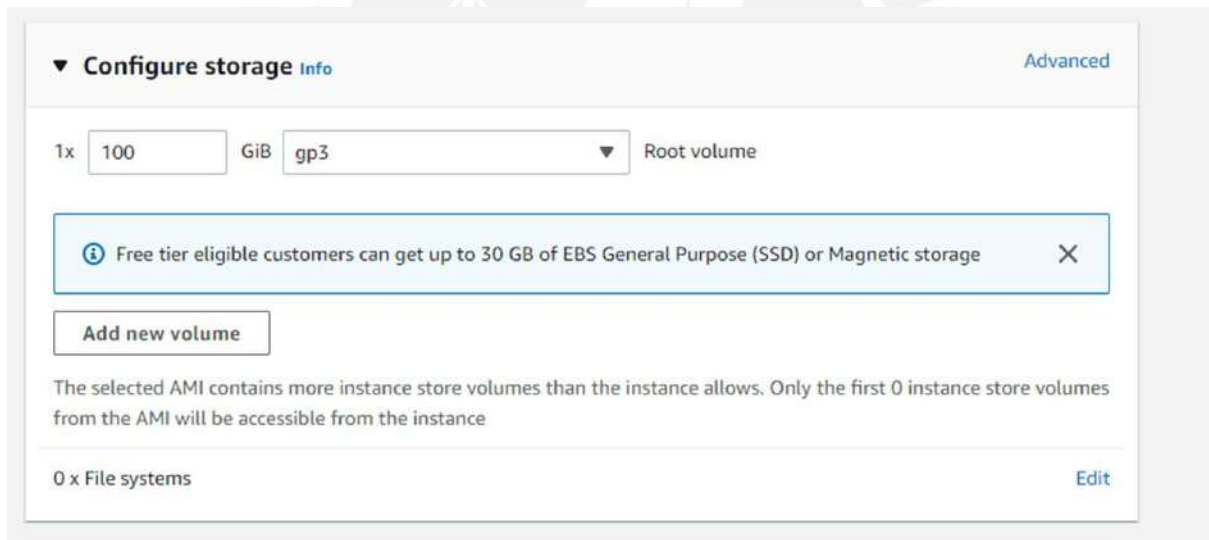 ▼ Configure storage Info Advanced
1x 100 GiB gp3 ▼ Root volume
Free tier eligible customers can get up to 30 GB of EBS General Purpose (SSD) or Magnetic storage
Add new volume
The selected AMI contains more instance store volumes than the instance allows. Only the first 0 instance store volumes
from the AMI will be accessible from the instance
0 x File systems Edit